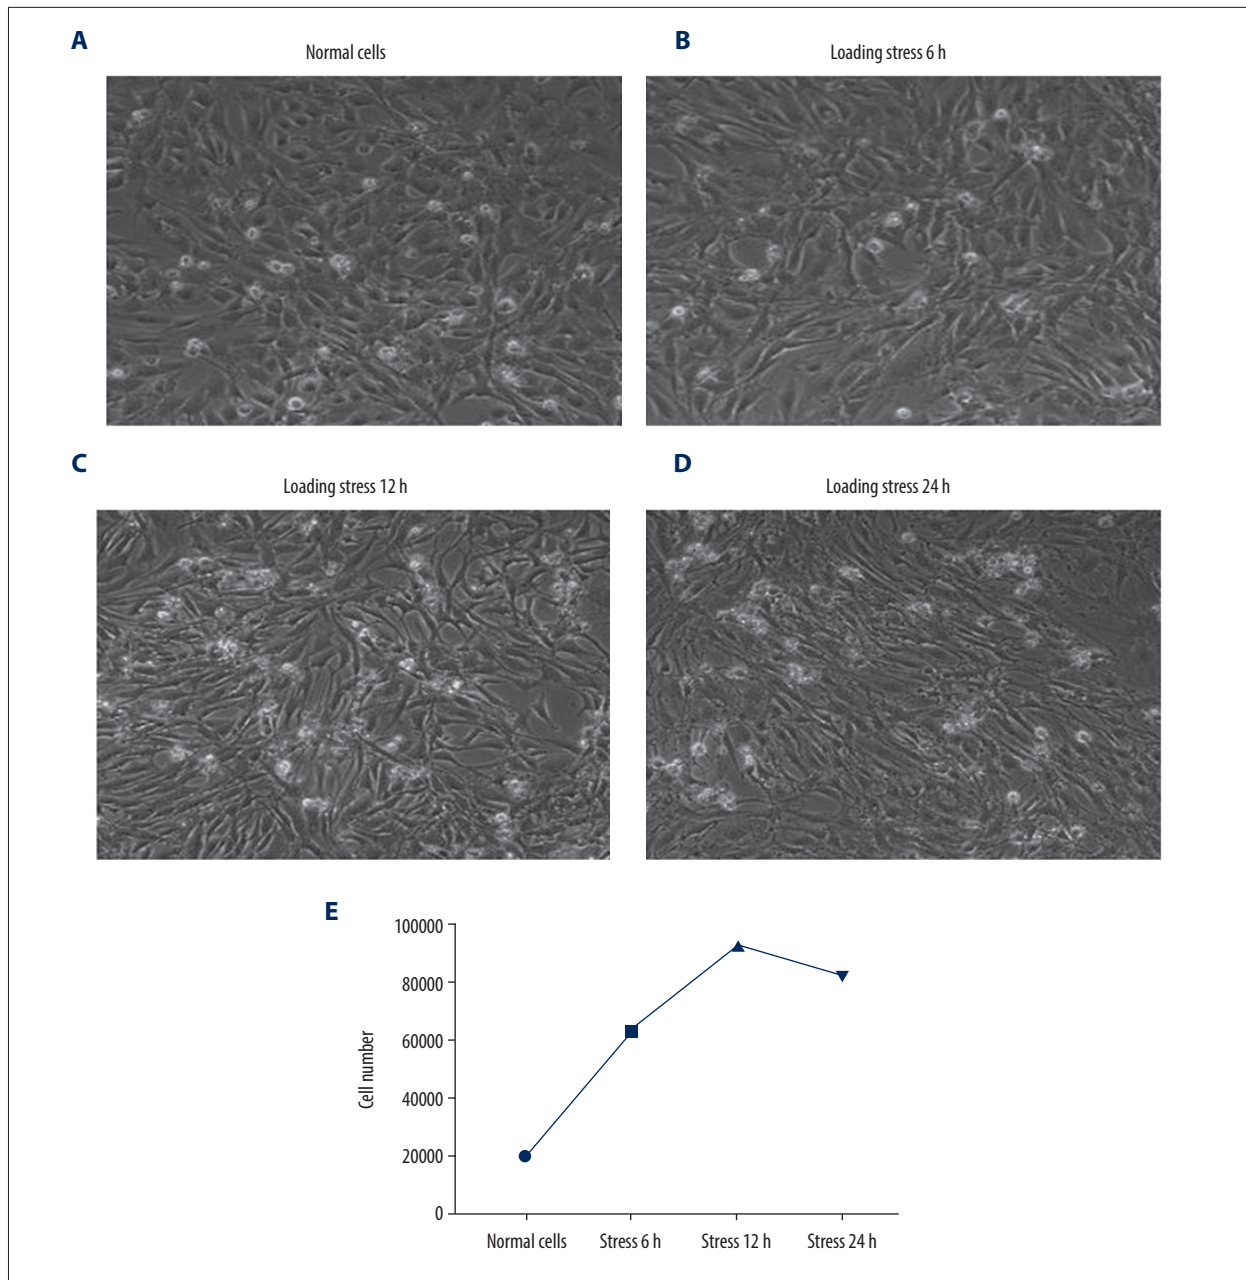 A
Normal cells
B
Loading stress 6 h
C
Loading stress 12 h
D
Loading stress 24 h
E
100000
80000
60000
40000
20000
0
Cell number
Normal cells
Stress 6 h
Stress 12 h
Stress 24 h